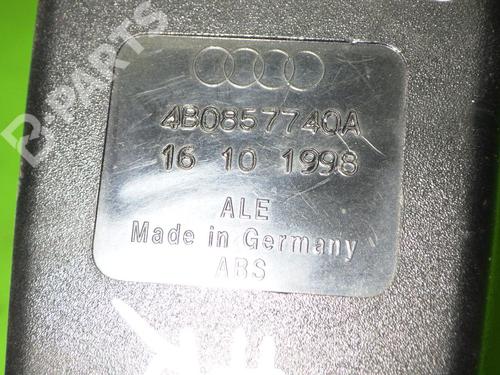 B-PARTS
4B0857740A
16 10 1998
ALE
Made in Germany
ABS